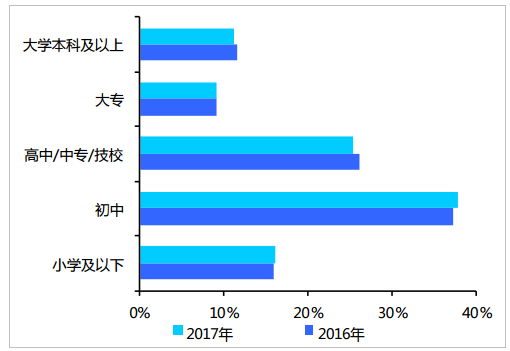 大学本科及以上
大专
高中/中专/技校
初中
小学及以下
0% 10% 20% 30% 40%
2017年 2016年